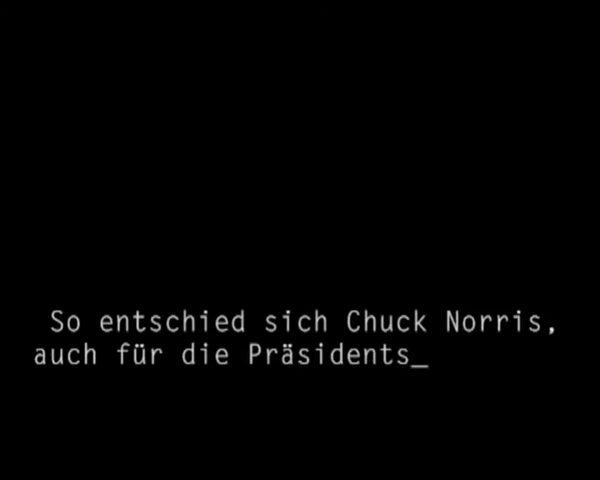 So entschied sich Chuck Norris,
auch für die Präsidents_